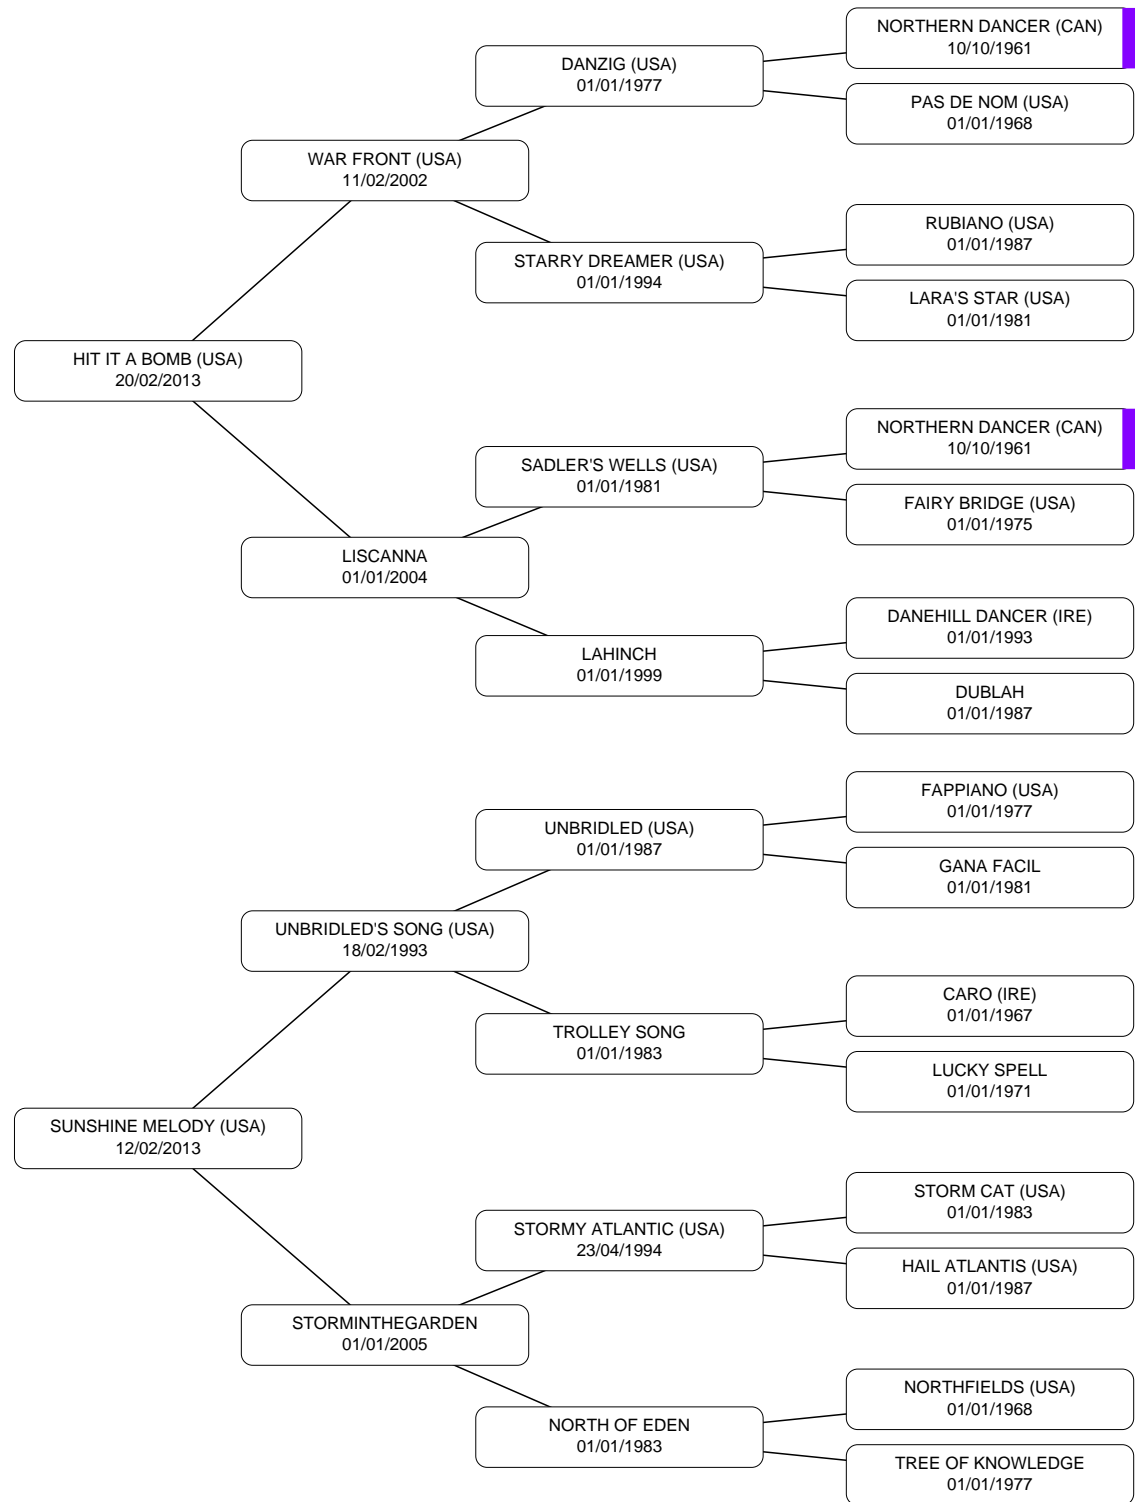 NORTHERN DANCER (CAN)
10/10/1961
DANZIG (USA)
01/01/1977
PAS DE NOM (USA)
01/01/1968
WAR FRONT (USA)
11/02/2002
RUBIANO (USA)
01/01/1987
STARRY DREAMER (USA)
01/01/1994
LARA'S STAR (USA)
01/01/1981
HIT IT A BOMB (USA)
20/02/2013
NORTHERN DANCER (CAN)
10/10/1961
SADLER'S WELLS (USA)
01/01/1981
FAIRY BRIDGE (USA)
01/01/1975
LISCANNA
01/01/2004
DANEHILL DANCER (IRE)
01/01/1993
LAHINCH
01/01/1999
DUBLAH
01/01/1987
FAPPIANO (USA)
01/01/1977
UNBRIDLED (USA)
01/01/1987
GANA FACIL
01/01/1981
UNBRIDLED'S SONG (USA)
18/02/1993
CARO (IRE)
01/01/1967
TROLLEY SONG
01/01/1983
LUCKY SPELL
01/01/1971
SUNSHINE MELODY (USA)
12/02/2013
STORM CAT (USA)
01/01/1983
STORMY ATLANTIC (USA)
23/04/1994
HAIL ATLANTIS (USA)
01/01/1987
STORMINTHEGARDEN
01/01/2005
NORTHFIELDS (USA)
01/01/1968
NORTH OF EDEN
01/01/1983
TREE OF KNOWLEDGE
01/01/1977